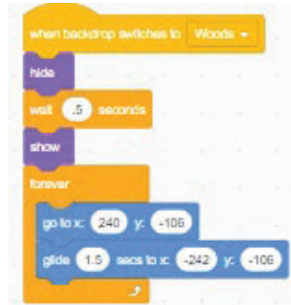 when backdrop switches to Woods
hide
wait .5 seconds
show
forever
go to x: 240 y: -106
glide 1.5 secs to x: -242 y: -106